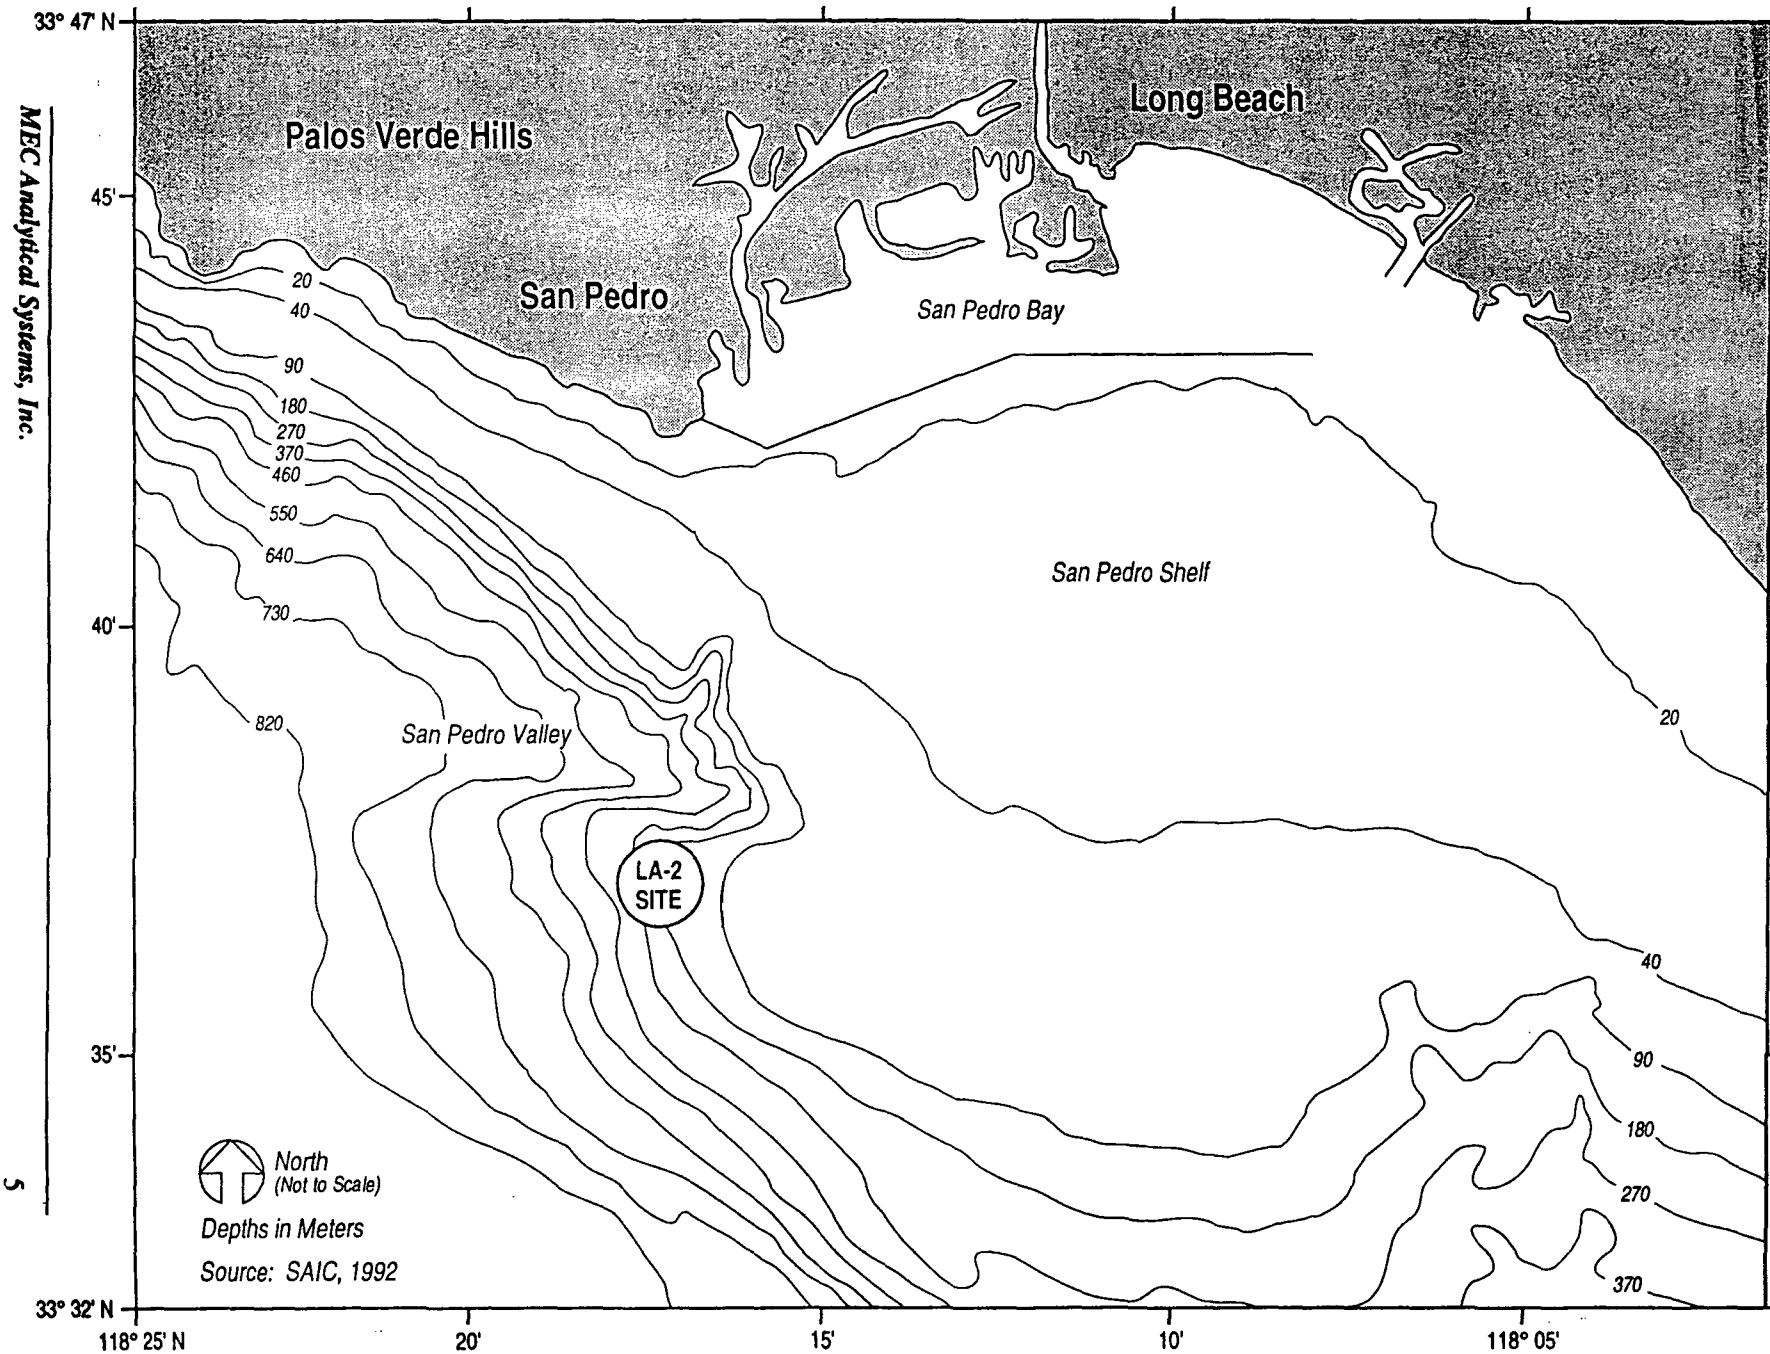 33° 47' N
45'
40'
35'
33° 32' N
118° 25' N
20'
15'
10'
118° 05'
MEC Analytical Systems, Inc.
5
Palos Verde Hills
Long Beach
San Pedro
San Pedro Bay
San Pedro Shelf
San Pedro Valley
LA-2
SITE
20
40
90
180
270
370
460
550
640
730
820
20
40
90
180
270
370
North
(Not to Scale)
Depths in Meters
Source: SAIC, 1992